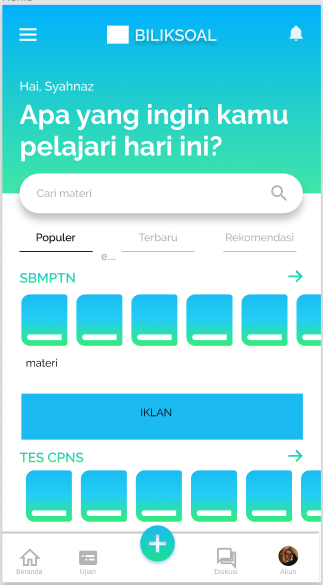 BILIKSOAL
Hai, Syahnaz
Apa yang ingin kamu
pelajari hari ini?
Cari materi
Populer
Terbaru
Rekomendasi
e....
SBMPTN
materi
IKLAN
TES CPNS
Beranda
Ujian
Diskusi
Akun